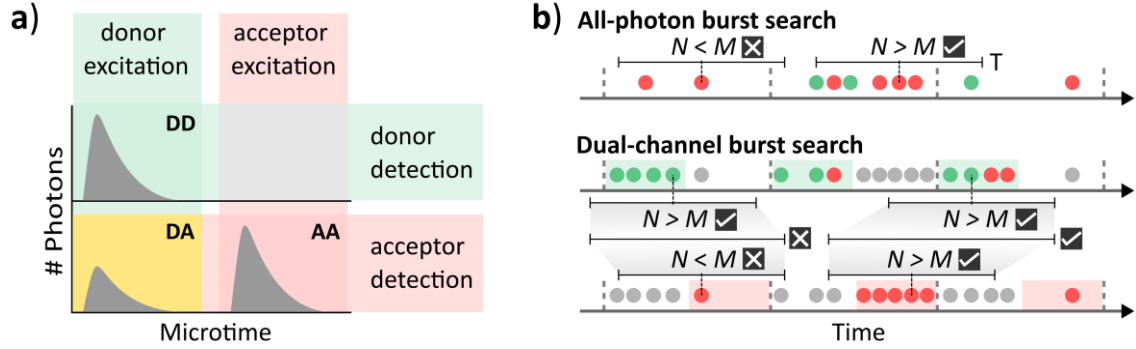 a)
donor
excitation
acceptor
excitation
# Photons
DD
donor
detection
DA
AA
acceptor
detection
Microtime
b)
All-photon burst search
N < M
N > M
T
Dual-channel burst search
N > M
N > M
N < M
N > M
Time